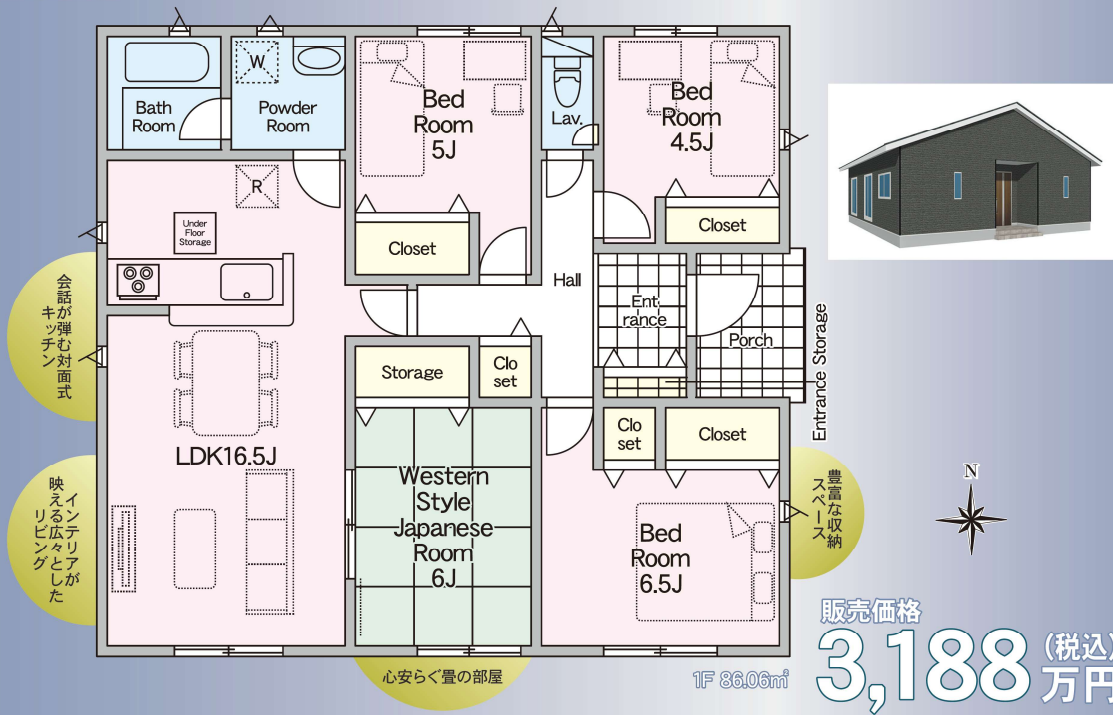 Bath
Room
W
Powder
Room
Bed
Room
5J
Lav.
Bed
Room
4.5J
R
Under
Floor
Storage
Closet
Closet
Hall
Ent
rance
Porch
Entrance Storage
会話が弾む対面式
キッチン
Storage
Clo
set
Clo
set
Closet
LDK16.5J
Western
Style
Japanese
Room
6J
Bed
Room
6.5J
インテリアが
映える広々とした
リビング
豊富な収納
スペース
N
心安らぐ畳の部屋
1F 86.06㎡
販売価格
3,188万円(税込)